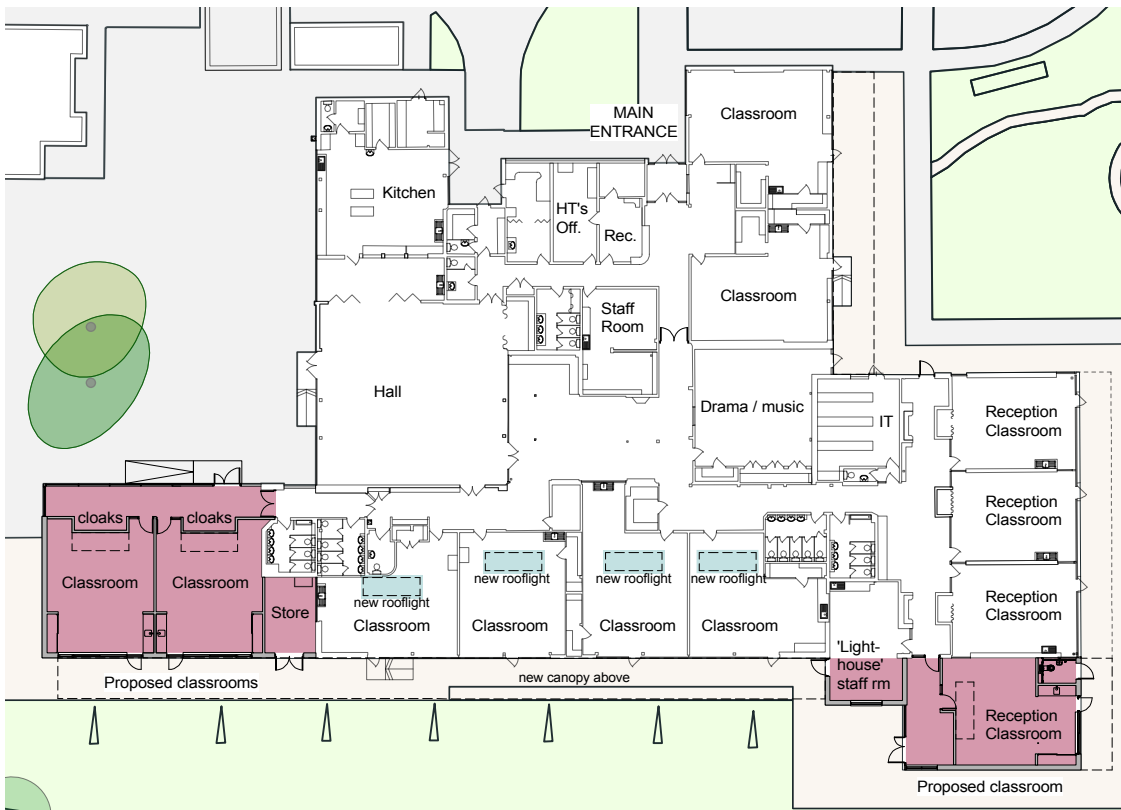 MAIN
ENTRANCE
Classroom
Kitchen
HT's
Off.
Rec.
Classroom
Staff
Room
Hall
Drama / music
IT
Reception
Classroom
Reception
Classroom
Reception
Classroom
cloaks
cloaks
Classroom
Classroom
Store
new rooflight
Classroom
new rooflight
Classroom
new rooflight
Classroom
new rooflight
Classroom
'Light-
house'
staff rm
Proposed classrooms
new canopy above
Reception
Classroom
Proposed classroom